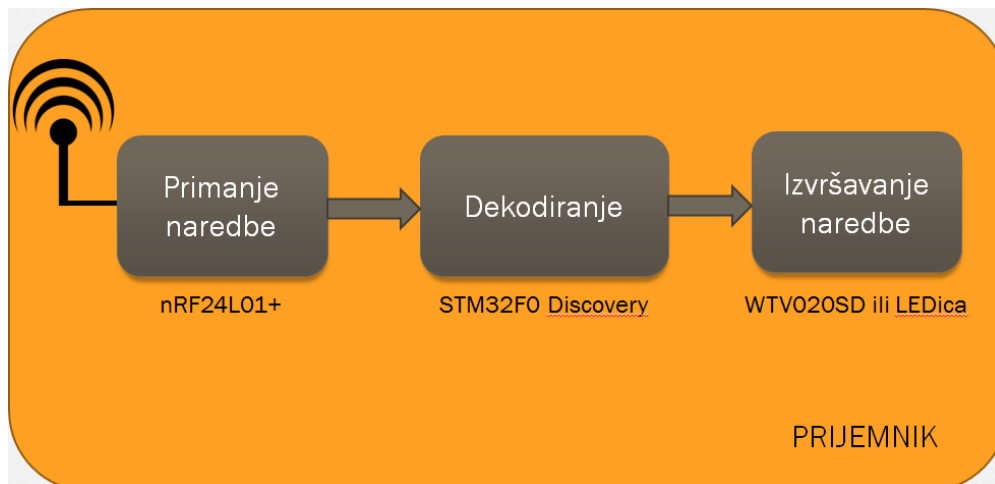 Primanje
naredbe
Dekodiranje
Izvršavanje
naredbe
nRF24L01+
STM32F0 Discovery
WTV020SD ili LEDica
PRIJEMNIK